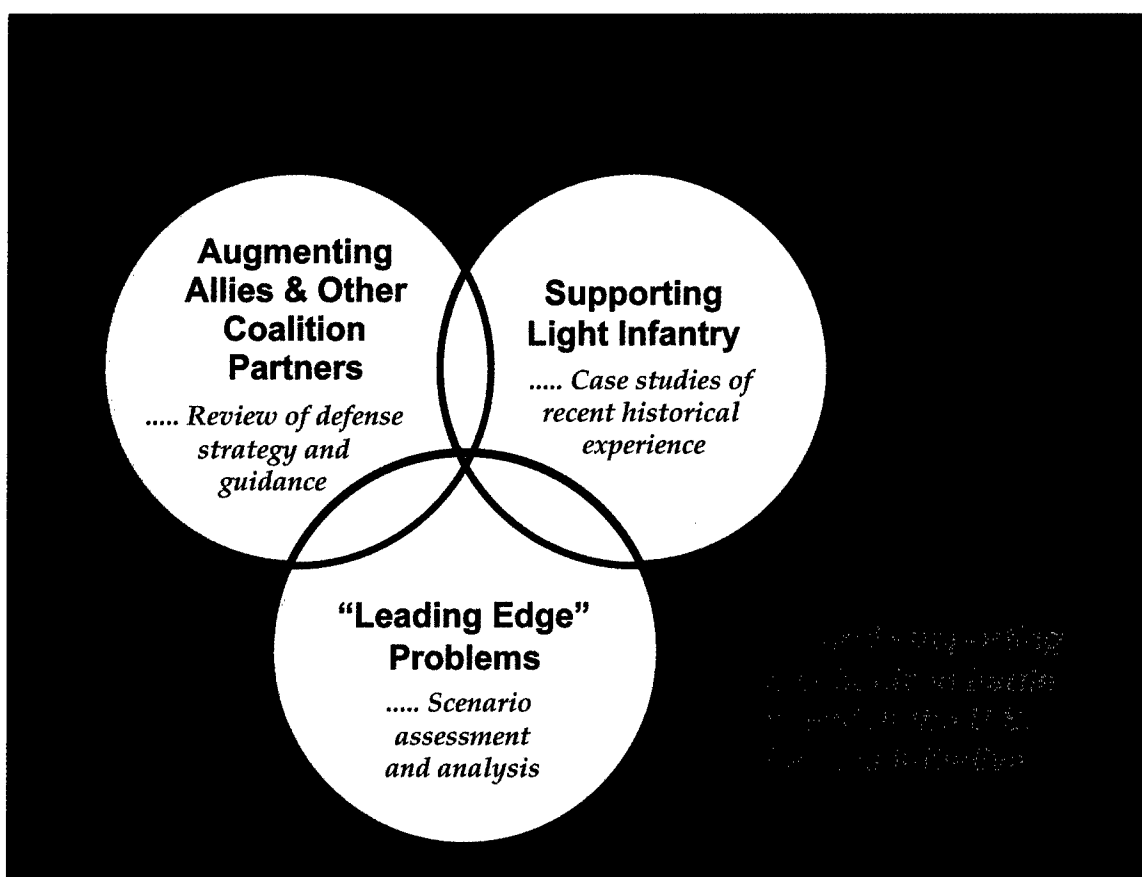 Augmenting
Allies & Other
Coalition
Partners
..... Review of defense
strategy and
guidance
Supporting
Light Infantry
..... Case studies of
recent historical
experience
“Leading Edge”
Problems
..... Scenario
assessment
and analysis